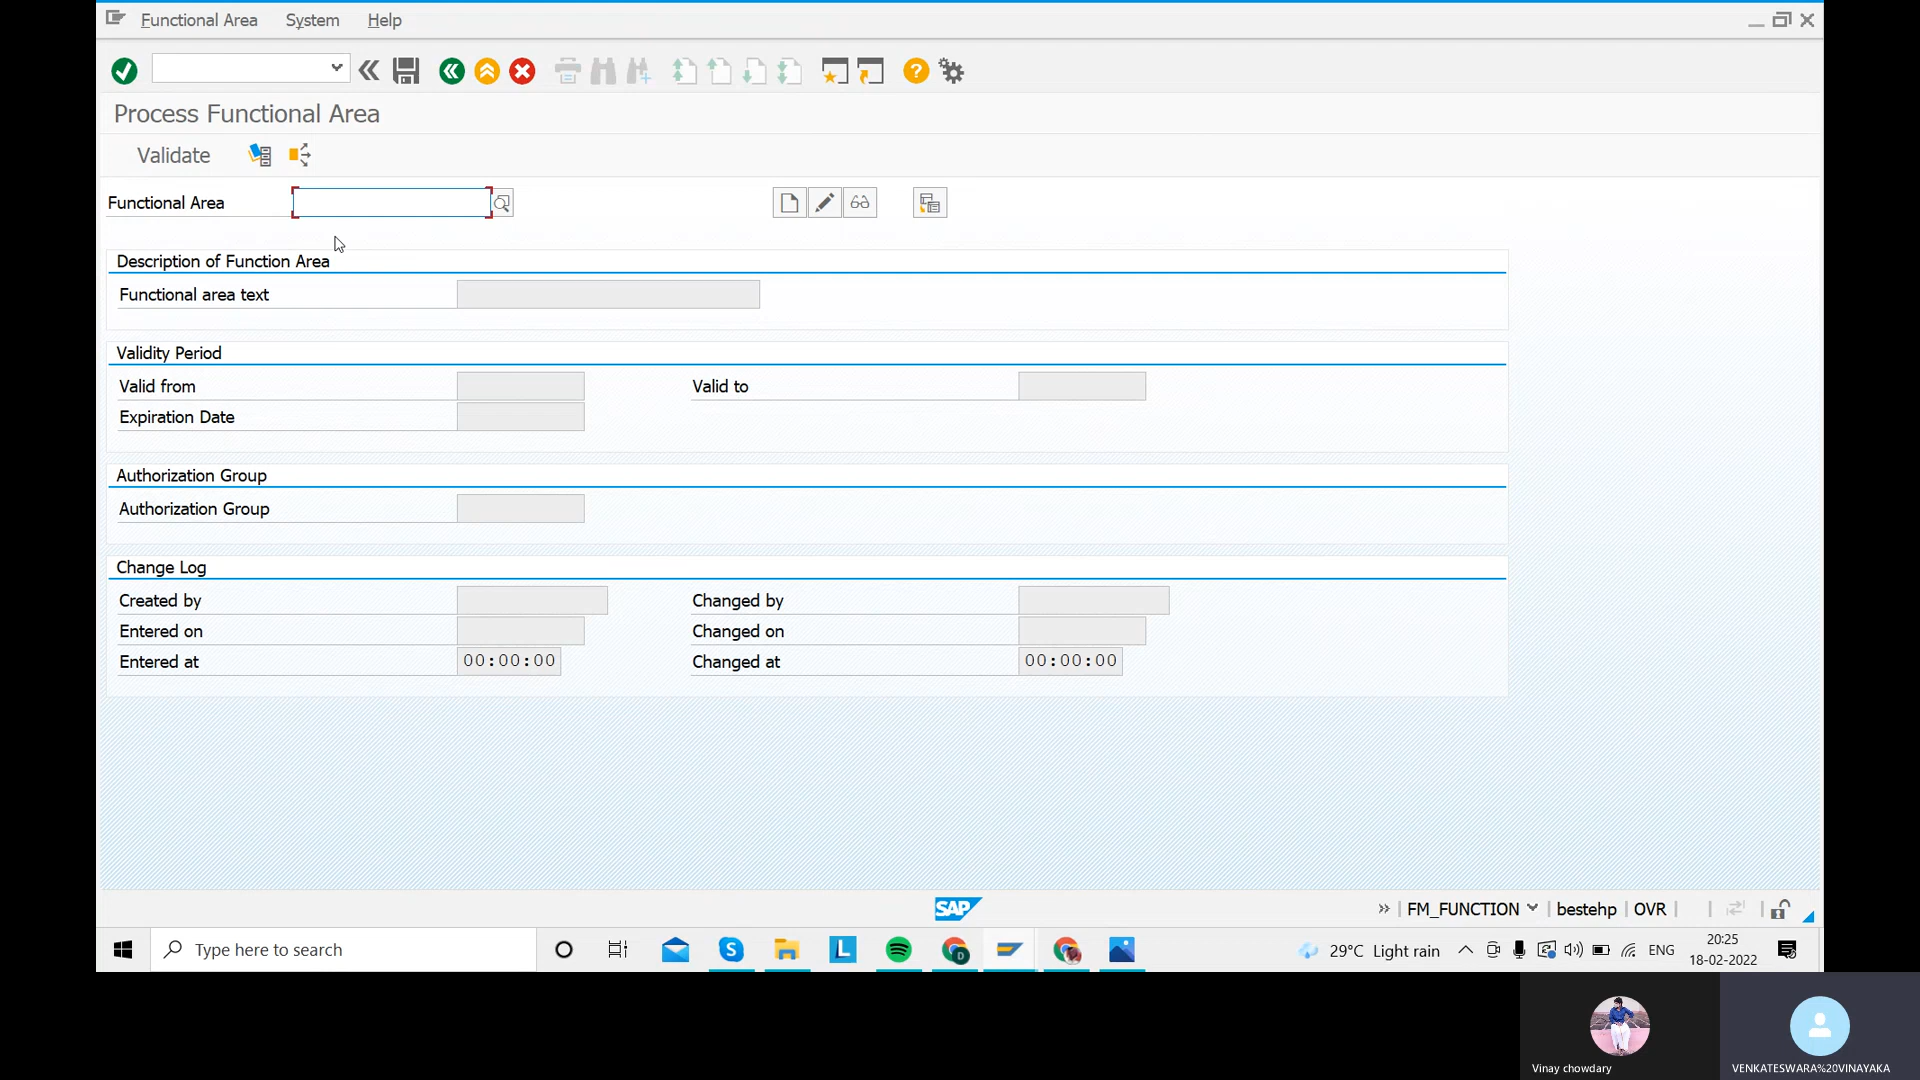 Functional Area System Help
Process Functional Area
Validate
Functional Area
Description of Function Area
Functional area text
Validity Period
Valid from Valid to
Expiration Date
Authorization Group
Authorization Group
Change Log
Created by Changed by
Entered on Changed on
Entered at 00:00:00 Changed at 00:00:00
SAP FM_FUNCTION bestehp OVR
Type here to search 29°C Light rain ENG 20:25
18-02-2022
Vinay chowdary VENKATESWARA%20VINAYAKA